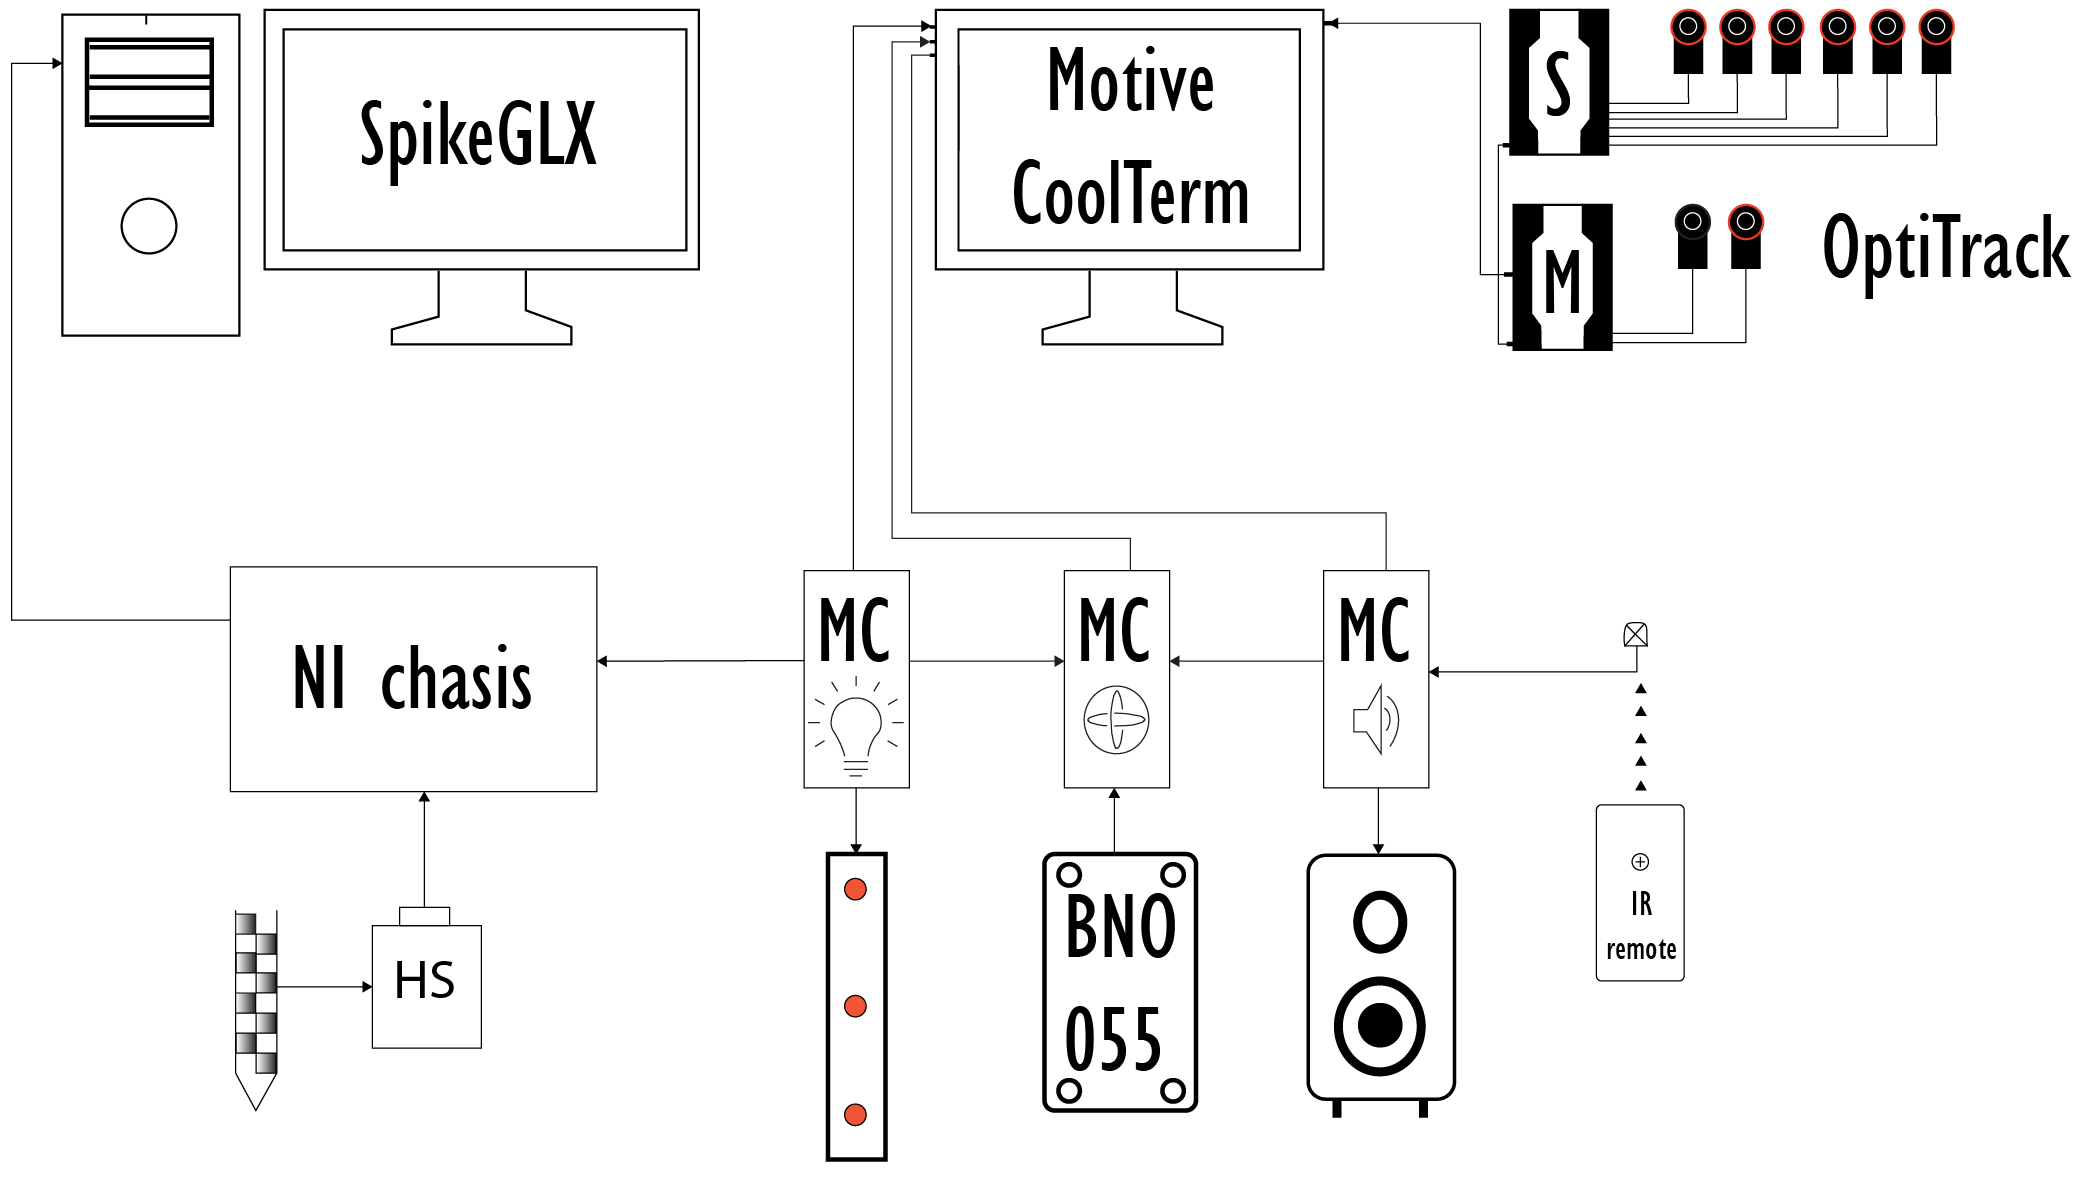 SpikeGLX
Motive
CoolTerm
S
M
OptiTrack
NI chasis
MC
MC
MC
HS
BNO
055
IR
remote